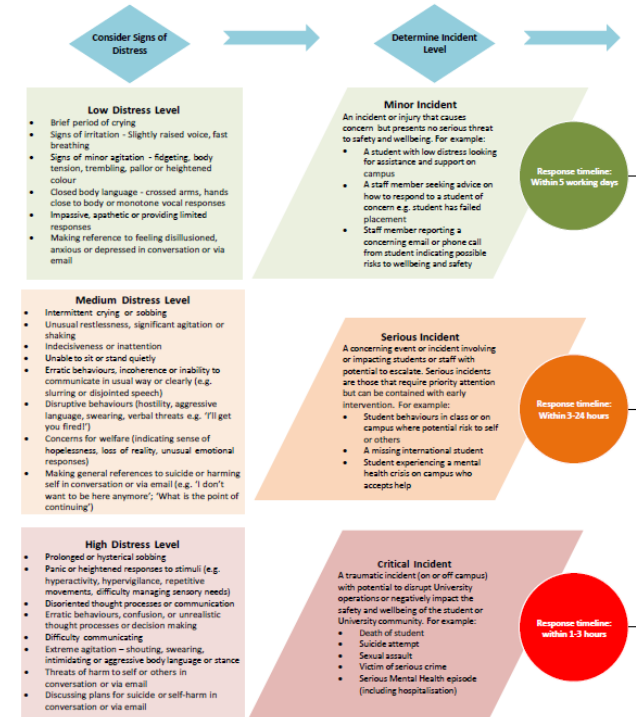 Consider Signs of
Distress
Determine Incident
Level
Low Distress Level
• Brief period of crying
• Signs of irritation - Slightly raised voice, fast
breathing
• Signs of minor agitation - fidgeting, body
tension, trembling, pallor or heightened
colour
• Closed body language - crossed arms, hands
close to body or monotone vocal responses
• Impassive, apathetic or providing limited
responses
• Making reference to feeling disillusioned,
anxious or depressed in conversation or via
email
Minor Incident
An incident or injury that causes
concern but presents no serious threat
to safety and wellbeing. For example:
• A student with low distress looking
for assistance and support on
campus
• A staff member seeking advice on
how to respond to a student of
concern e.g. student has failed
placement
• Staff member reporting a
concerning email or phone call
from student indicating possible
risks to wellbeing and safety
Response timeline:
Within 5 working days
Medium Distress Level
• Intermittent crying or sobbing
• Unusual restlessness, significant agitation or
shaking
• Indecisiveness or inattention
• Unable to sit or stand quietly
• Erratic behaviours, incoherence or inability to
communicate in usual way or clearly (e.g.
slurring or disjointed speech)
• Disruptive behaviours (hostility, aggressive
language, swearing, verbal threats e.g. 'I'll get
you fired!')
• Concerns for welfare (indicating sense of
hopelessness, loss of reality, unusual emotional
responses)
• Making general references to suicide or harming
self in conversation or via email (e.g. 'I don't
want to be here anymore'; 'What is the point of
continuing')
Serious Incident
A concerning event or incident involving
or impacting students or staff with
potential to escalate. Serious incidents
are those that require priority attention
but can be contained with early
intervention. For example:
• Student behaviours in class or on
campus where potential risk to self
or others
• A missing international student
• Student experiencing a mental
health crisis on campus who
accepts help
Response timeline:
Within 3-24 hours
High Distress Level
• Prolonged or hysterical sobbing
• Panic or heightened responses to stimuli (e.g.
hyperactivity, hypervigilance, repetitive
movements, difficulty managing sensory needs)
• Disoriented thought processes or communication
• Erratic behaviours, confusion, or unrealistic
thought processes or decision making
• Difficulty communicating
• Extreme agitation – shouting, swearing,
intimidating or aggressive body language or stance
• Threats of harm to self or others in
conversation or via email
• Discussing plans for suicide or self-harm in
conversation or via email
Critical Incident
A traumatic incident (on or off campus)
with potential to disrupt University
operations or negatively impact the
safety and wellbeing of the student or
University community. For example:
• Death of student
• Suicide attempt
• Sexual assault
• Victim of serious crime
• Serious Mental Health episode
(including hospitalisation)
Response timeline:
within 1-3 hours